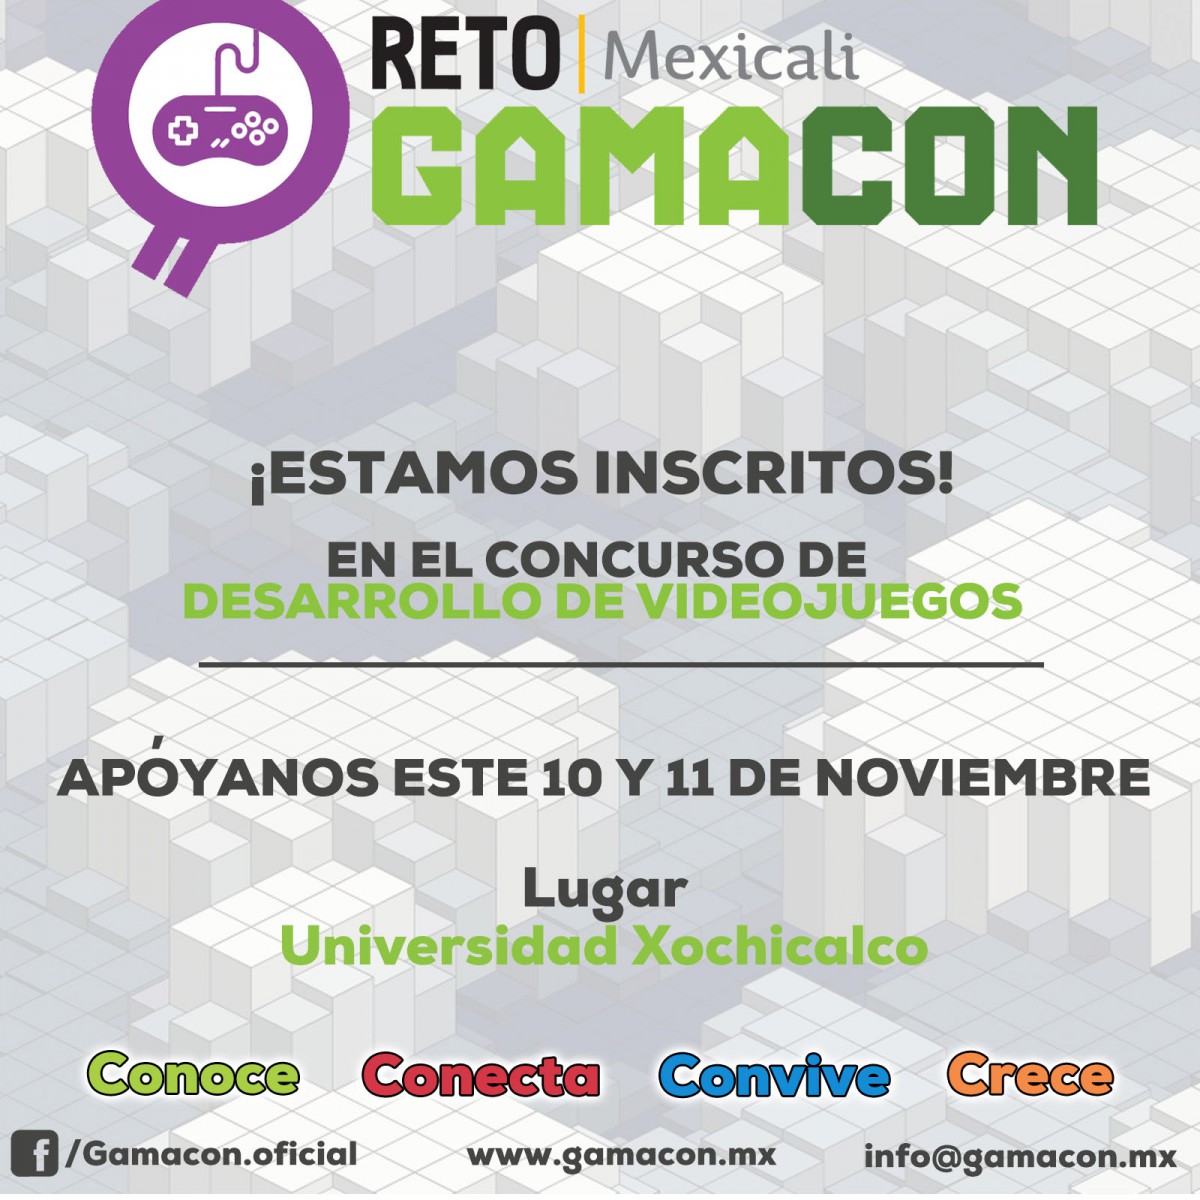 RETO | Mexicali
GAMACON
¡ESTAMOS INSCRITOS!
EN EL CONCURSO DE
DESARROLLO DE VIDEOJUEGOS
APÓYANOS ESTE 10 Y 11 DE NOVIEMBRE
Lugar
Universidad Xochicalco
Conoce Conecta Convive Crece
f /Gamacon.oficial www.gamacon.mx info@gamacon.mx